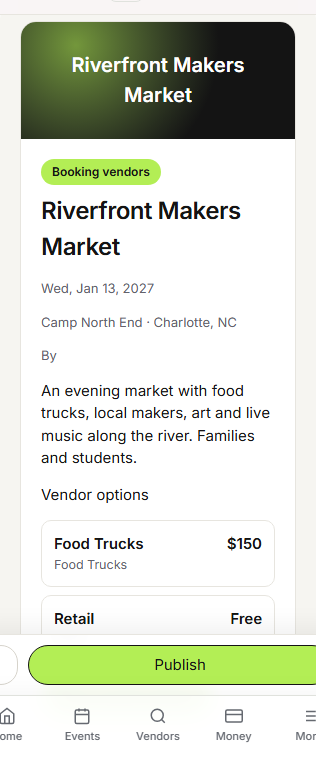 Riverfront Makers
Market
Booking vendors
Riverfront Makers
Market
Wed, Jan 13, 2027
Camp North End · Charlotte, NC
By
An evening market with food
trucks, local makers, art and live
music along the river. Families
and students.
Vendor options
Food Trucks $150
Food Trucks
Retail Free
Publish
ome Events Vendors Money Mor